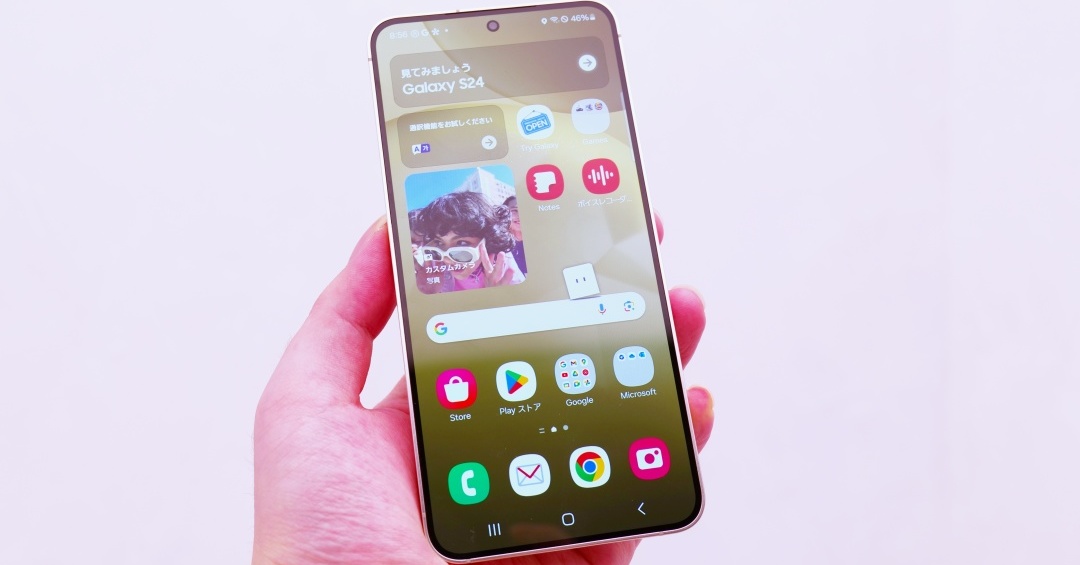 46%
見てみましょう
Galaxy S24
選択機能をお試しください
OPEN
Try Galaxy
Notes
ボイスレコーダ...
カスタムカメラ
写真
Store
Play ストア
Google
Microsoft